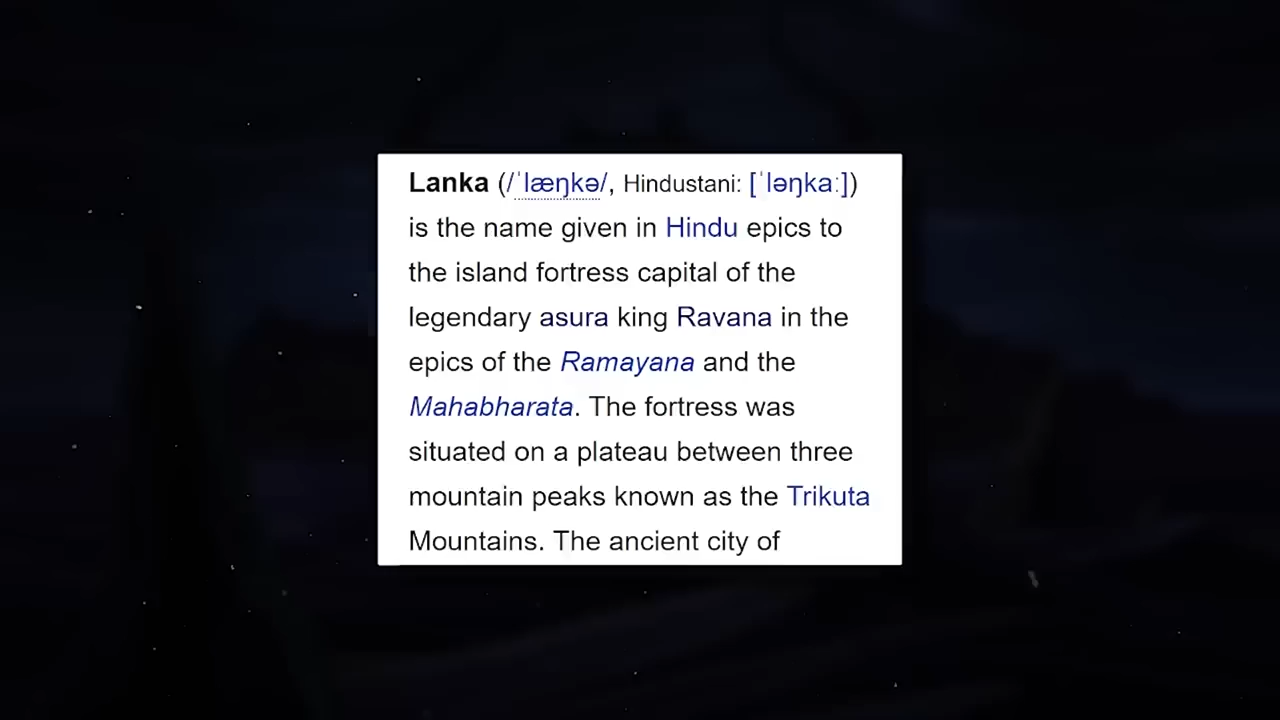 Lanka (/ˈlæŋkə/, Hindustani: [ˈləŋkaː])
is the name given in Hindu epics to
the island fortress capital of the
legendary asura king Ravana in the
epics of the Ramayana and the
Mahabharata. The fortress was
situated on a plateau between three
mountain peaks known as the Trikuta
Mountains. The ancient city of